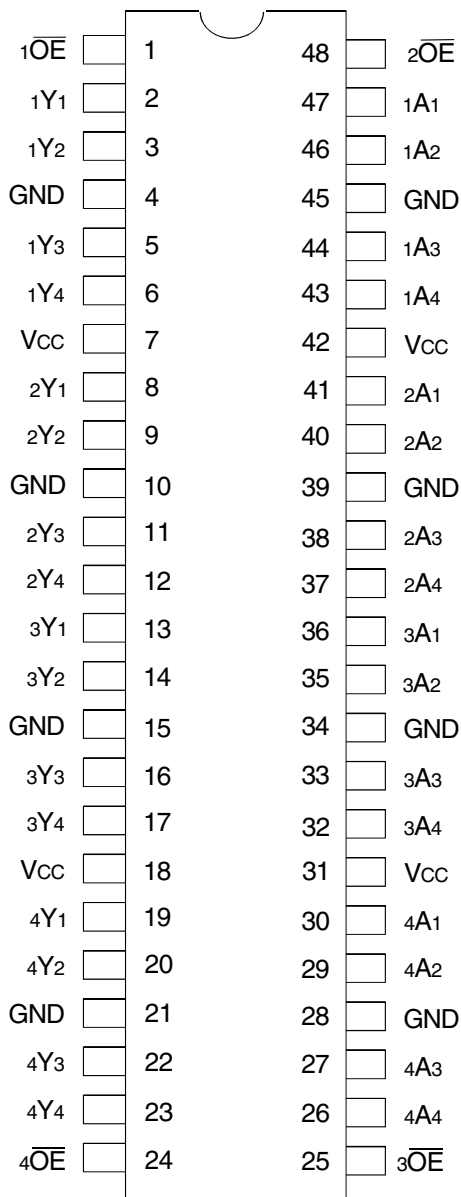 1OE 1 48 2OE
1Y1 2 47 1A1
1Y2 3 46 1A2
GND 4 45 GND
1Y3 5 44 1A3
1Y4 6 43 1A4
VCC 7 42 VCC
2Y1 8 41 2A1
2Y2 9 40 2A2
GND 10 39 GND
2Y3 11 38 2A3
2Y4 12 37 2A4
3Y1 13 36 3A1
3Y2 14 35 3A2
GND 15 34 GND
3Y3 16 33 3A3
3Y4 17 32 3A4
VCC 18 31 VCC
4Y1 19 30 4A1
4Y2 20 29 4A2
GND 21 28 GND
4Y3 22 27 4A3
4Y4 23 26 4A4
4OE 24 25 3OE